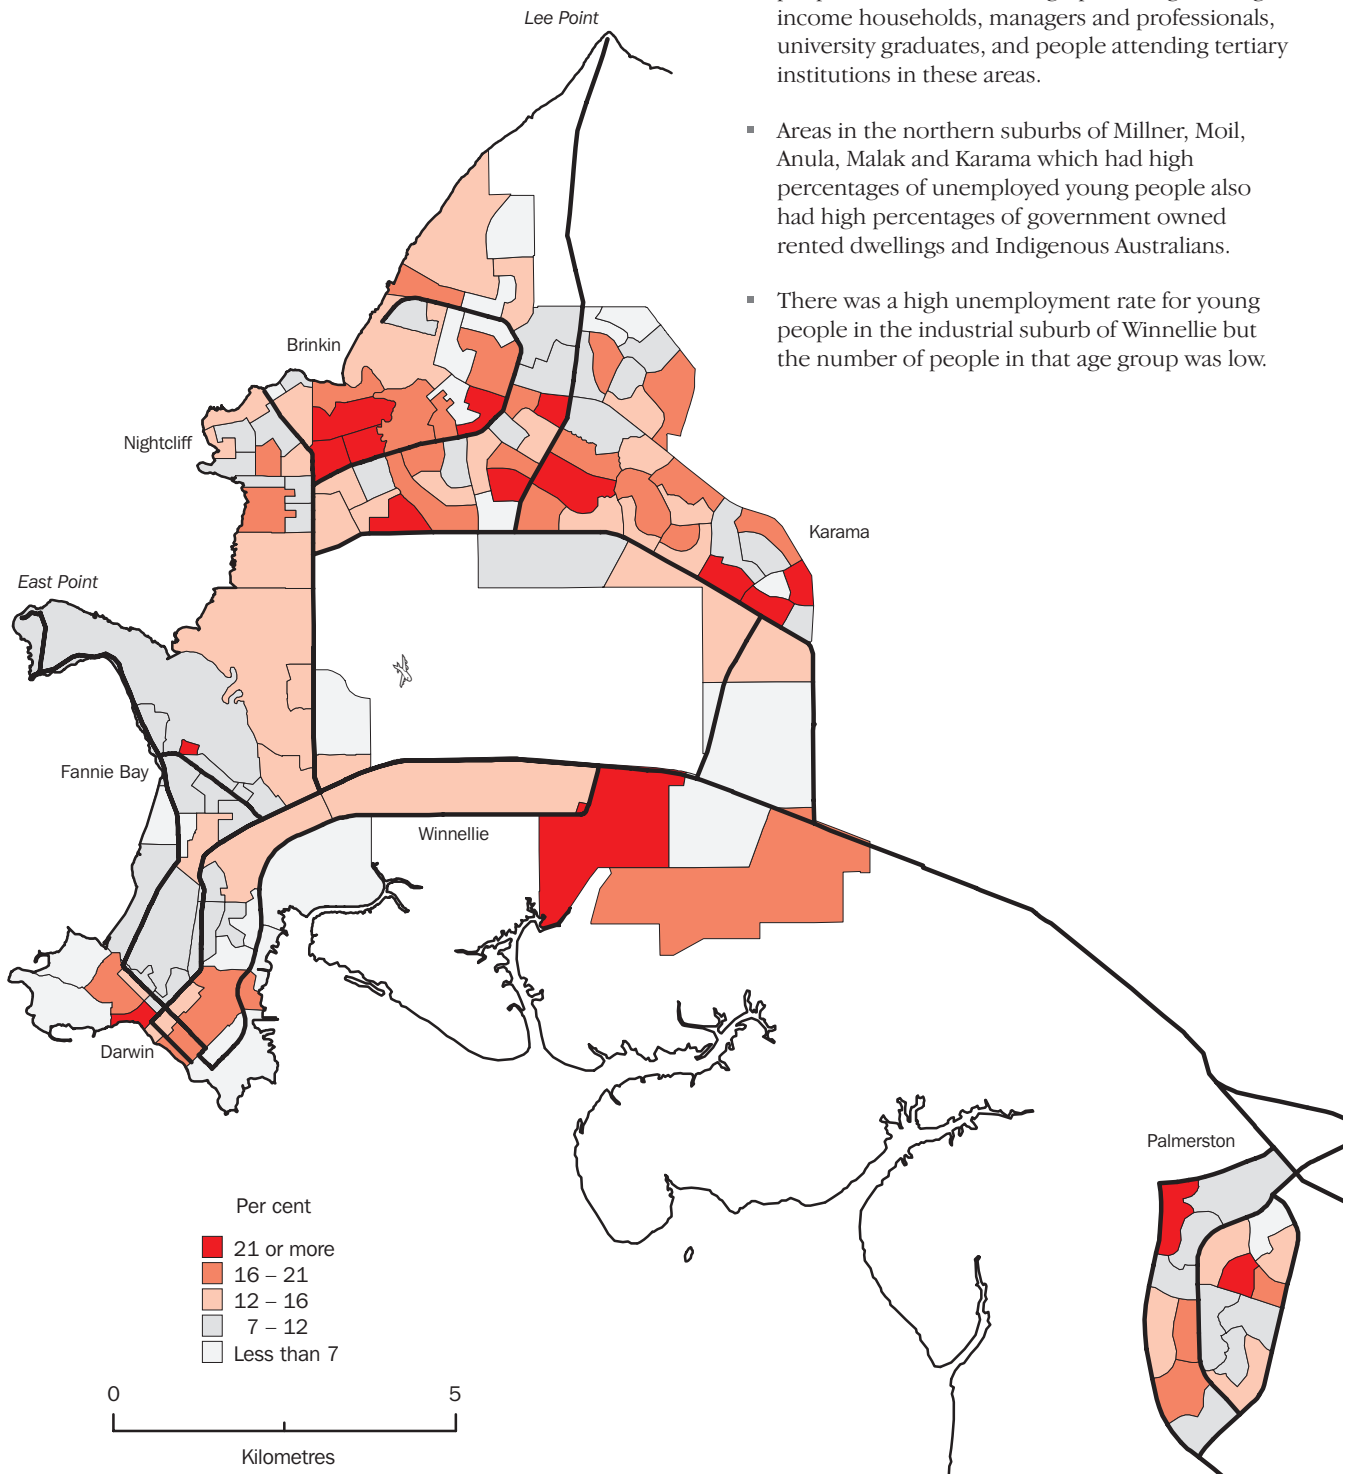 Lee Point
income households, managers and professionals,
university graduates, and people attending tertiary
institutions in these areas.
▪ Areas in the northern suburbs of Millner, Moil,
Anula, Malak and Karama which had high
percentages of unemployed young people also
had high percentages of government owned
rented dwellings and Indigenous Australians.
▪ There was a high unemployment rate for young
people in the industrial suburb of Winnellie but
the number of people in that age group was low.
Brinkin
Nightcliff
Karama
East Point
Fannie Bay
Winnellie
Darwin
Palmerston
Per cent
21 or more
16 – 21
12 – 16
7 – 12
Less than 7
0 5
Kilometres